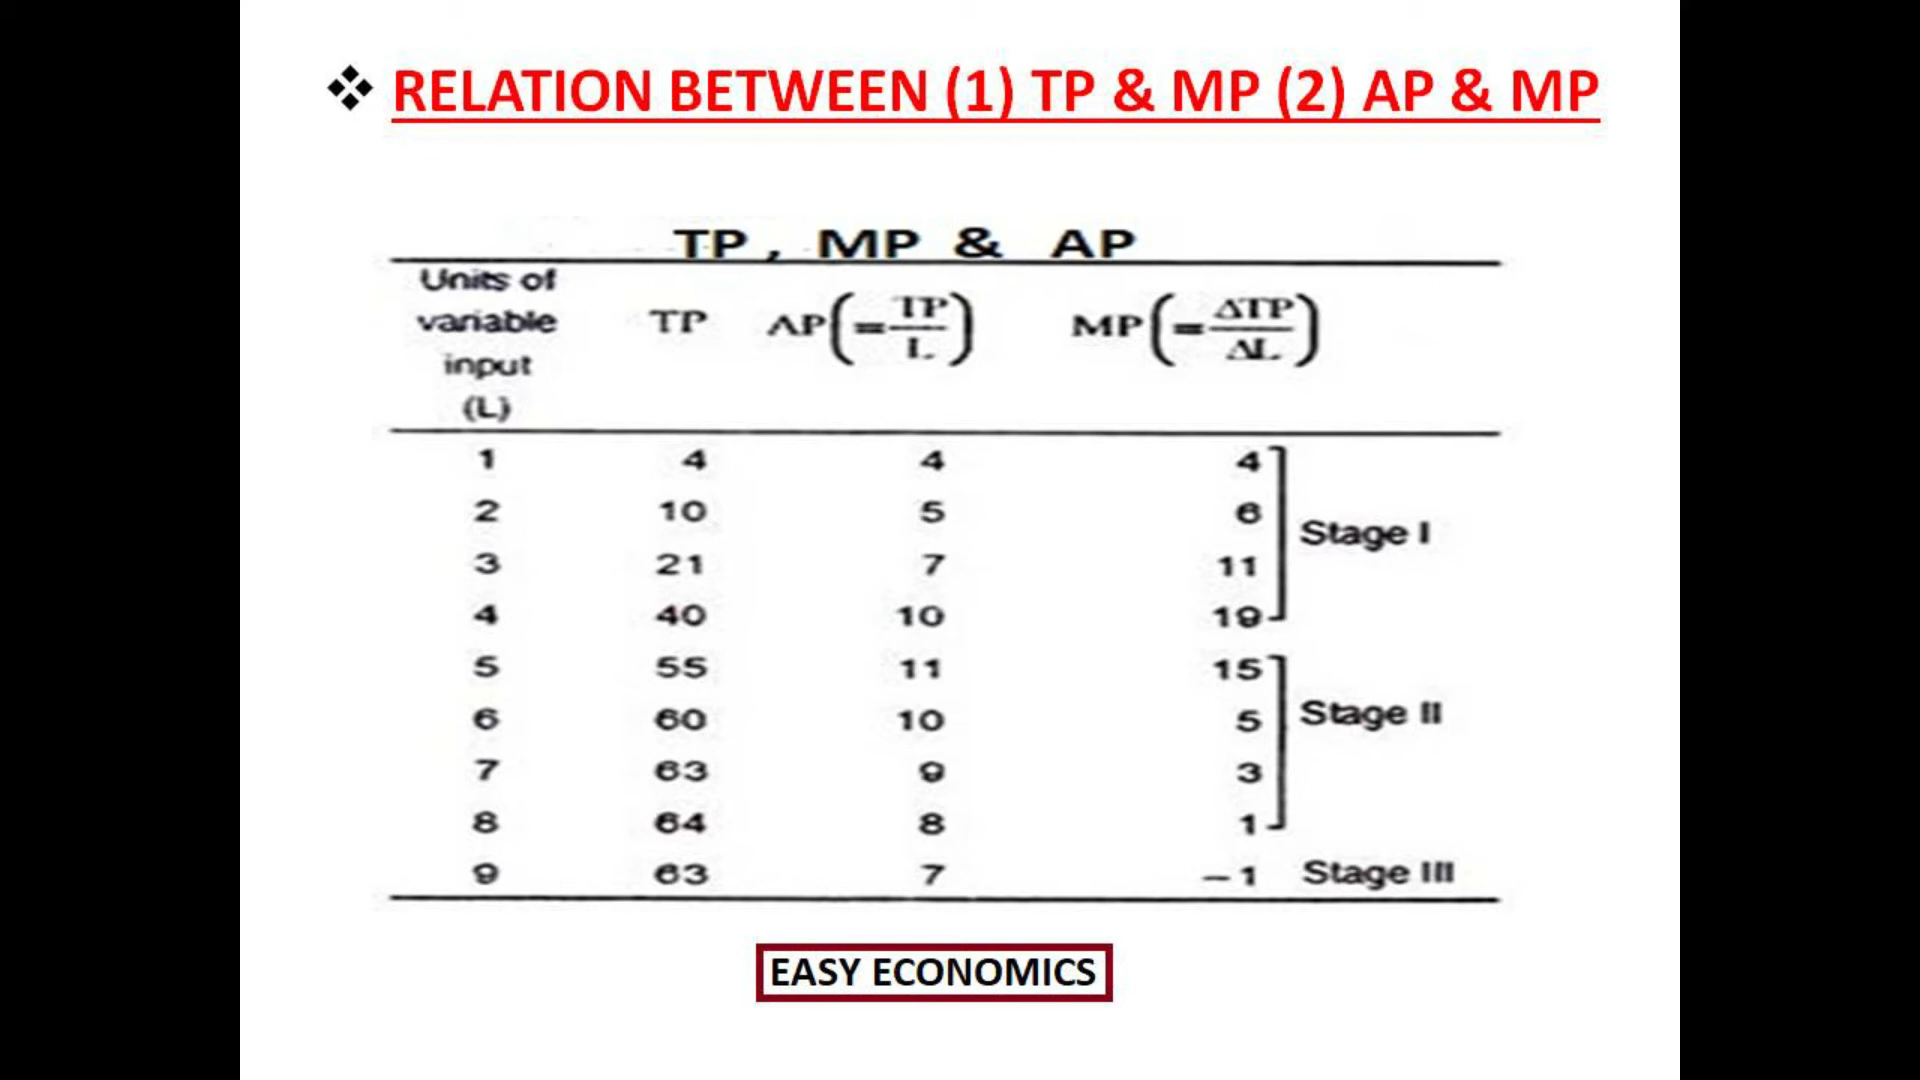 ❖ RELATION BETWEEN (1) TP & MP (2) AP & MP
TP , MP & AP
Units of variable input (L) TP AP(=TP/L) MP(=ΔTP/ΔL)
1 4 4 4
2 10 5 6
Stage I
3 21 7 11
4 40 10 19
5 55 11 15
6 60 10 5
Stage II
7 63 9 3
8 64 8 1
9 63 7 −1 Stage III
EASY ECONOMICS